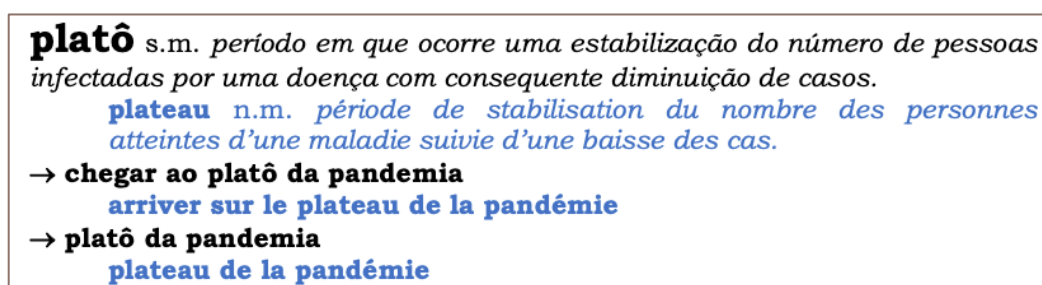 platô s.m. período em que ocorre uma estabilização do número de pessoas
infectadas por uma doença com consequente diminuição de casos.
plateau n.m. période de stabilisation du nombre des personnes
atteintes d’une maladie suivie d’une baisse des cas.
→ chegar ao platô da pandemia
arriver sur le plateau de la pandémie
→ platô da pandemia
plateau de la pandémie